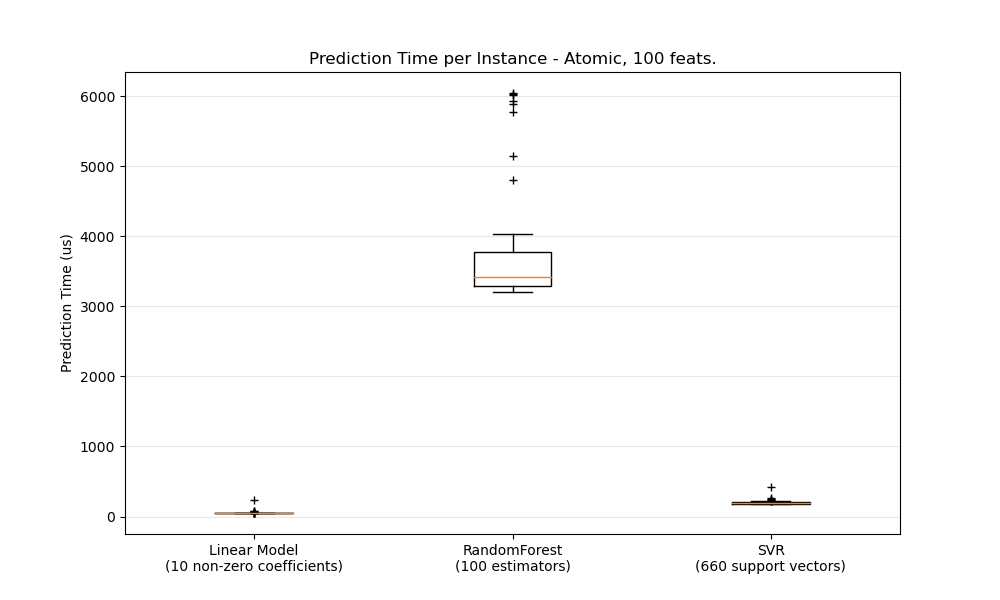 Prediction Time per Instance - Atomic, 100 feats.
Prediction Time (us)
6000
5000
4000
3000
2000
1000
0
Linear Model
(10 non-zero coefficients)
RandomForest
(100 estimators)
SVR
(660 support vectors)